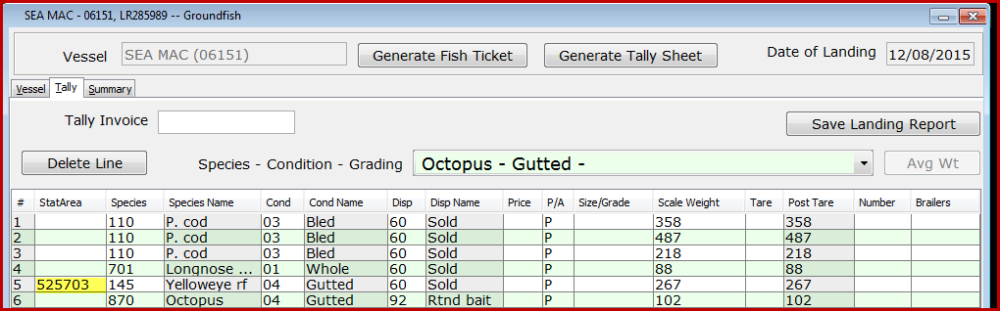 SEA MAC - 06151, LR285989 -- Groundfish
Vessel SEA MAC (06151) Generate Fish Ticket Generate Tally Sheet Date of Landing 12/08/2015
Vessel Tally Summary
Tally Invoice Save Landing Report
Delete Line Species - Condition - Grading Octopus - Gutted - Avg Wt
# StatArea Species Species Name Cond Cond Name Disp Disp Name Price P/A Size/Grade Scale Weight Tare Post Tare Number Brailers
1 110 P. cod 03 Bled 60 Sold P 358 358
2 110 P. cod 03 Bled 60 Sold P 487 487
3 110 P. cod 03 Bled 60 Sold P 218 218
4 701 Longnose ... 01 Whole 60 Sold P 88 88
5 525703 145 Yelloweye rf 04 Gutted 60 Sold P 267 267
6 870 Octopus 04 Gutted 92 Rtnd bait P 102 102